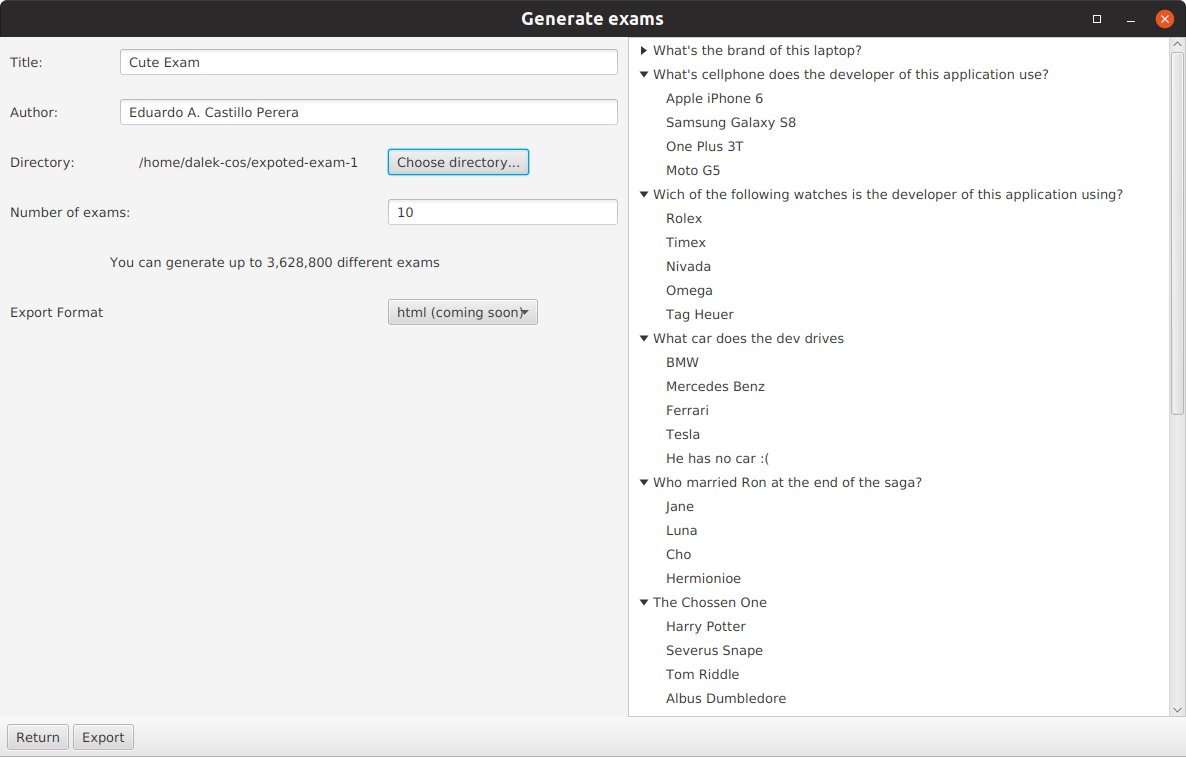 Generate exams
Title:
Cute Exam
Author:
Eduardo A. Castillo Perera
Directory:
/home/dalek-cos/expoted-exam-1
Choose directory...
Number of exams:
10
You can generate up to 3,628,800 different exams
Export Format
html (coming soon)
What's the brand of this laptop?
What's cellphone does the developer of this application use?
Apple iPhone 6
Samsung Galaxy S8
One Plus 3T
Moto G5
Wich of the following watches is the developer of this application using?
Rolex
Timex
Nivada
Omega
Tag Heuer
What car does the dev drives
BMW
Mercedes Benz
Ferrari
Tesla
He has no car :(
Who married Ron at the end of the saga?
Jane
Luna
Cho
Hermionioe
The Chossen One
Harry Potter
Severus Snape
Tom Riddle
Albus Dumbledore
Return
Export